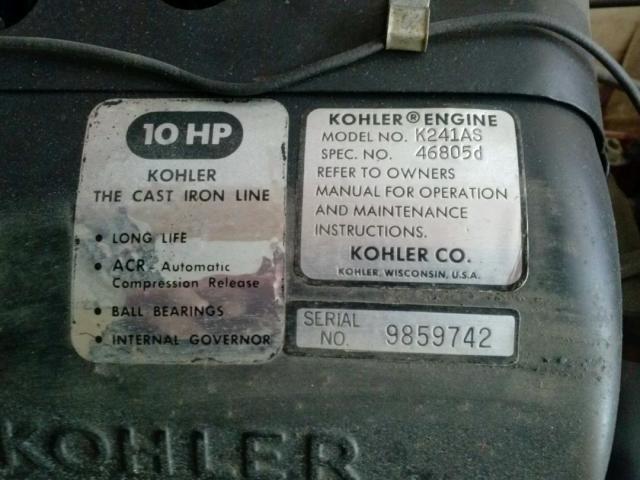 10 HP
KOHLER
THE CAST IRON LINE
• LONG LIFE
• ACR - Automatic
Compression Release
• BALL BEARINGS
• INTERNAL GOVERNOR
KOHLER® ENGINE
MODEL NO. K241AS
SPEC. NO. 46805d
REFER TO OWNERS
MANUAL FOR OPERATION
AND MAINTENANCE
INSTRUCTIONS.
KOHLER CO.
KOHLER, WISCONSIN, U.S.A.
SERIAL
NO. 9859742
KOHLER